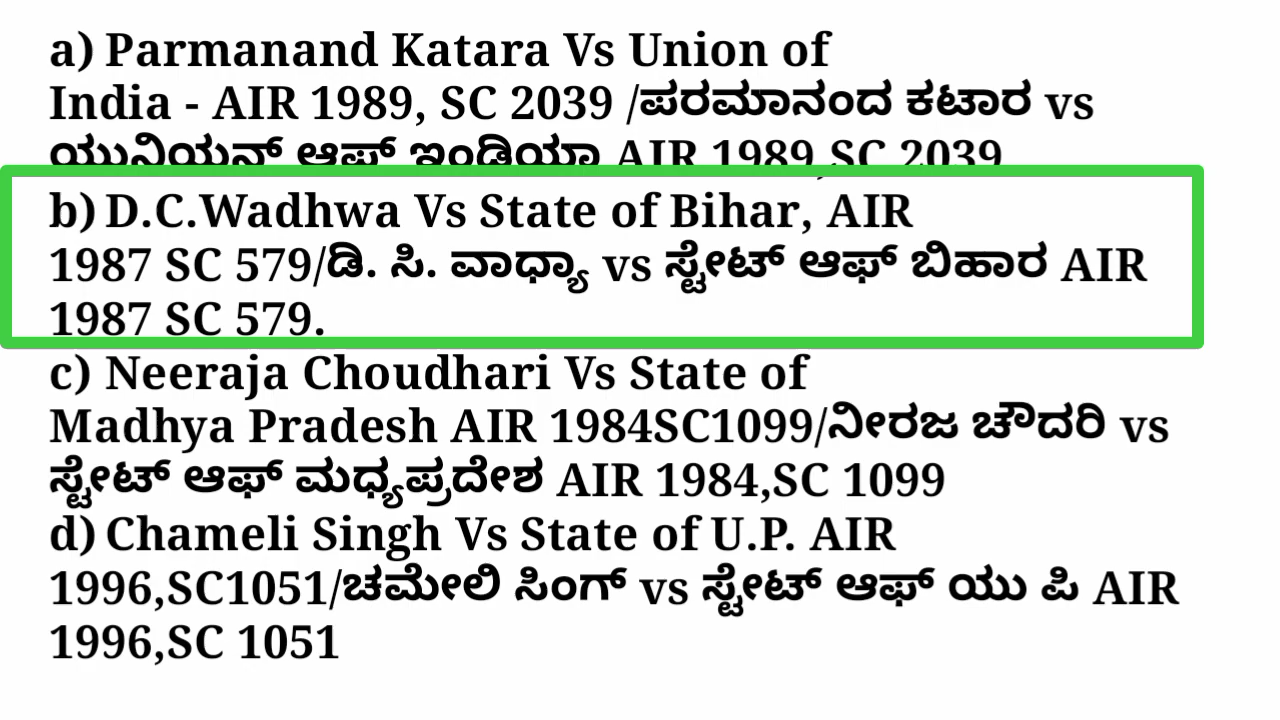 a) Parmanand Katara Vs Union of
India - AIR 1989, SC 2039 /ಪರಮಾನಂದ ಕಟಾರ vs
ಯುನಿಯನ್ ಆಫ್ ಇಂಡಿಯಾ AIR 1989,SC 2039
b) D.C.Wadhwa Vs State of Bihar, AIR
1987 SC 579/ಡಿ. ಸಿ. ವಾಧ್ಯಾ vs ಸ್ಟೇಟ್ ಆಫ್ ಬಿಹಾರ AIR
1987 SC 579.
c) Neeraja Choudhari Vs State of
Madhya Pradesh AIR 1984SC1099/ನೀರಜ ಚೌದರಿ vs
ಸ್ಟೇಟ್ ಆಫ್ ಮಧ್ಯಪ್ರದೇಶ AIR 1984,SC 1099
d) Chameli Singh Vs State of U.P. AIR
1996,SC1051/ಚಮೇಲಿ ಸಿಂಗ್ vs ಸ್ಟೇಟ್ ಆಫ್ ಯು ಪಿ AIR
1996,SC 1051